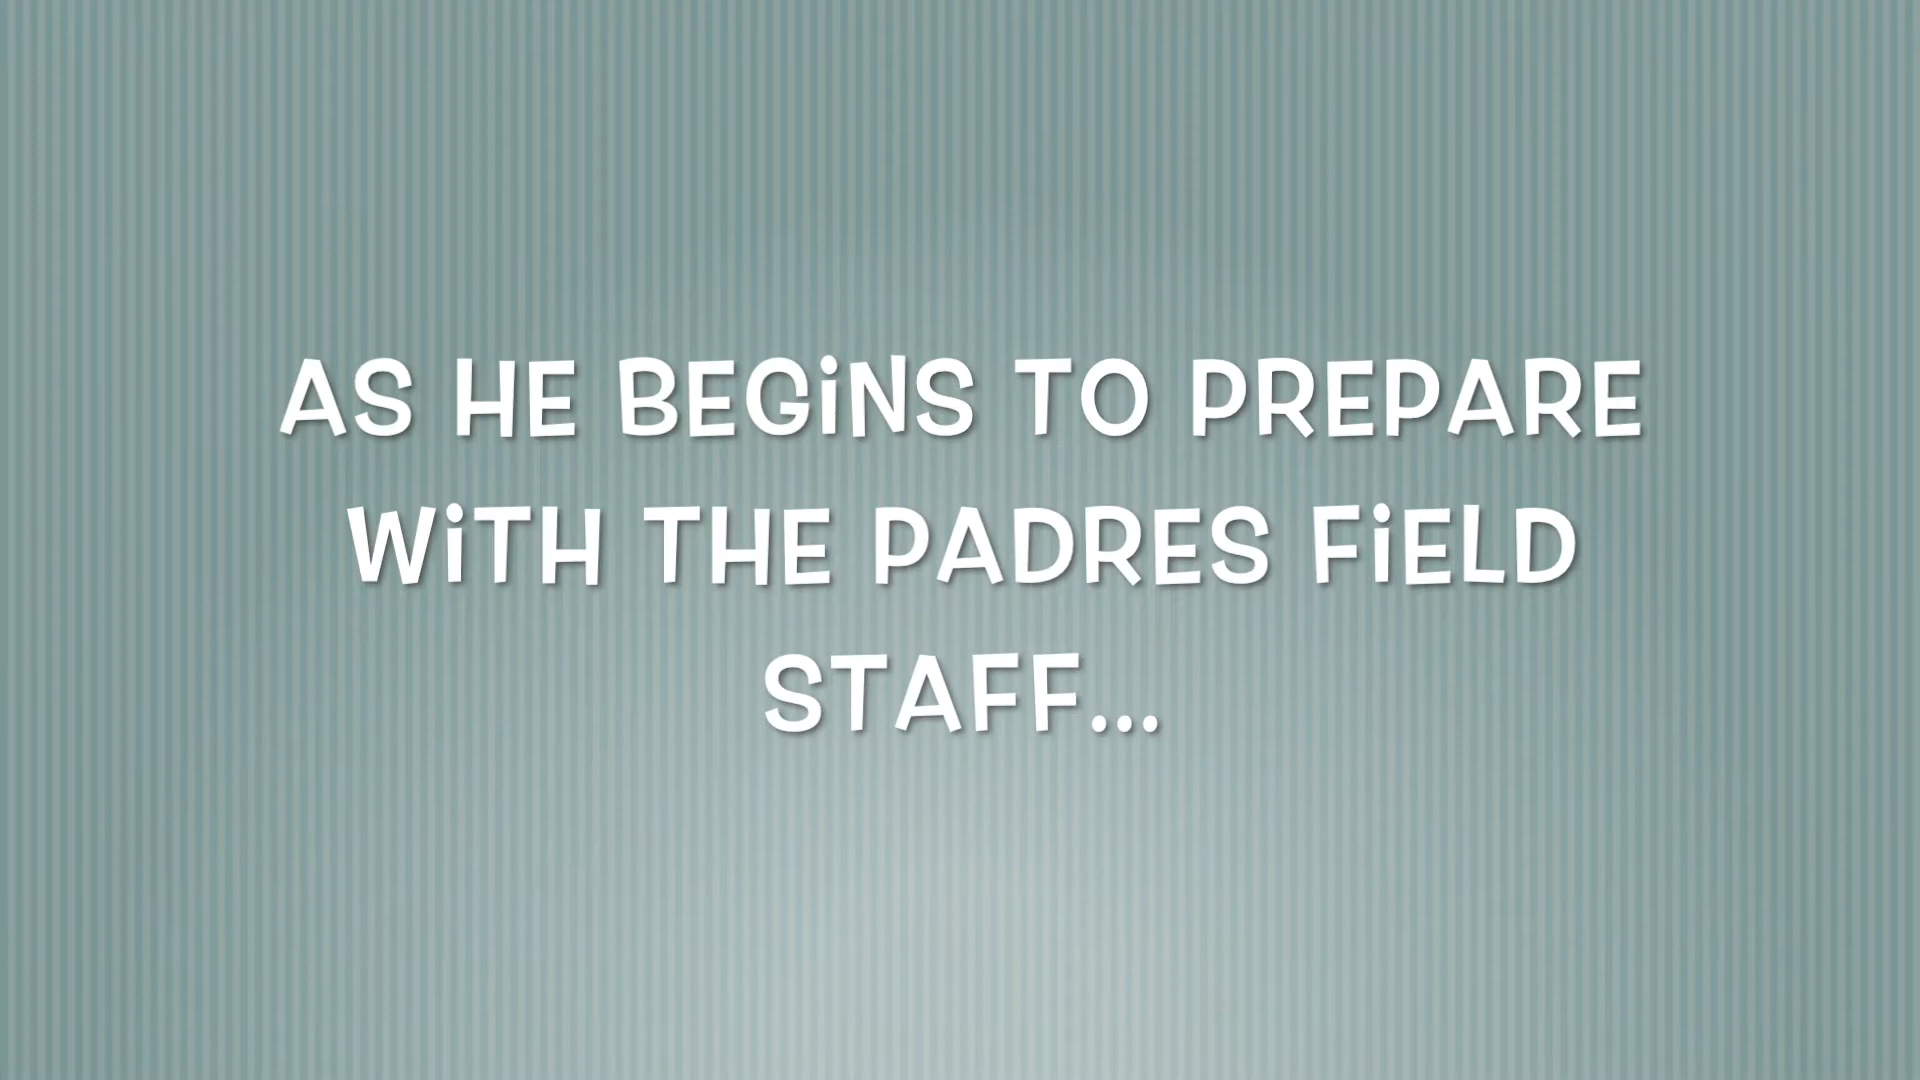 AS HE BEGiNS TO PREPARE
WiTH THE PADRES FiELD
STAFF...